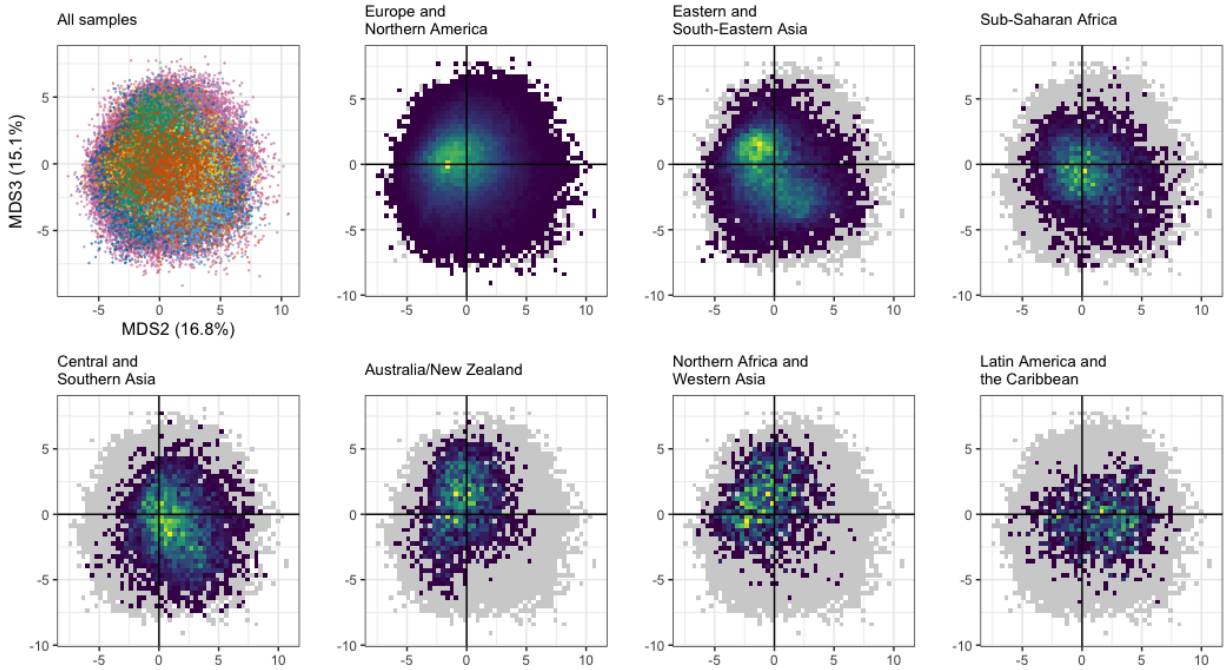 All samples
Europe and
Northern America
Eastern and
South-Eastern Asia
Sub-Saharan Africa
5
0
-5
MDS3 (15.1%)
-5 0 5 10
MDS2 (16.8%)
5
0
-5
-10
-5 0 5 10
5
0
-5
-10
-5 0 5 10
5
0
-5
-10
-5 0 5 10
Central and
Southern Asia
Australia/New Zealand
Northern Africa and
Western Asia
Latin America and
the Caribbean
5
0
-5
-10
-5 0 5 10
5
0
-5
-10
-5 0 5 10
5
0
-5
-10
-5 0 5 10
5
0
-5
-10
-5 0 5 10